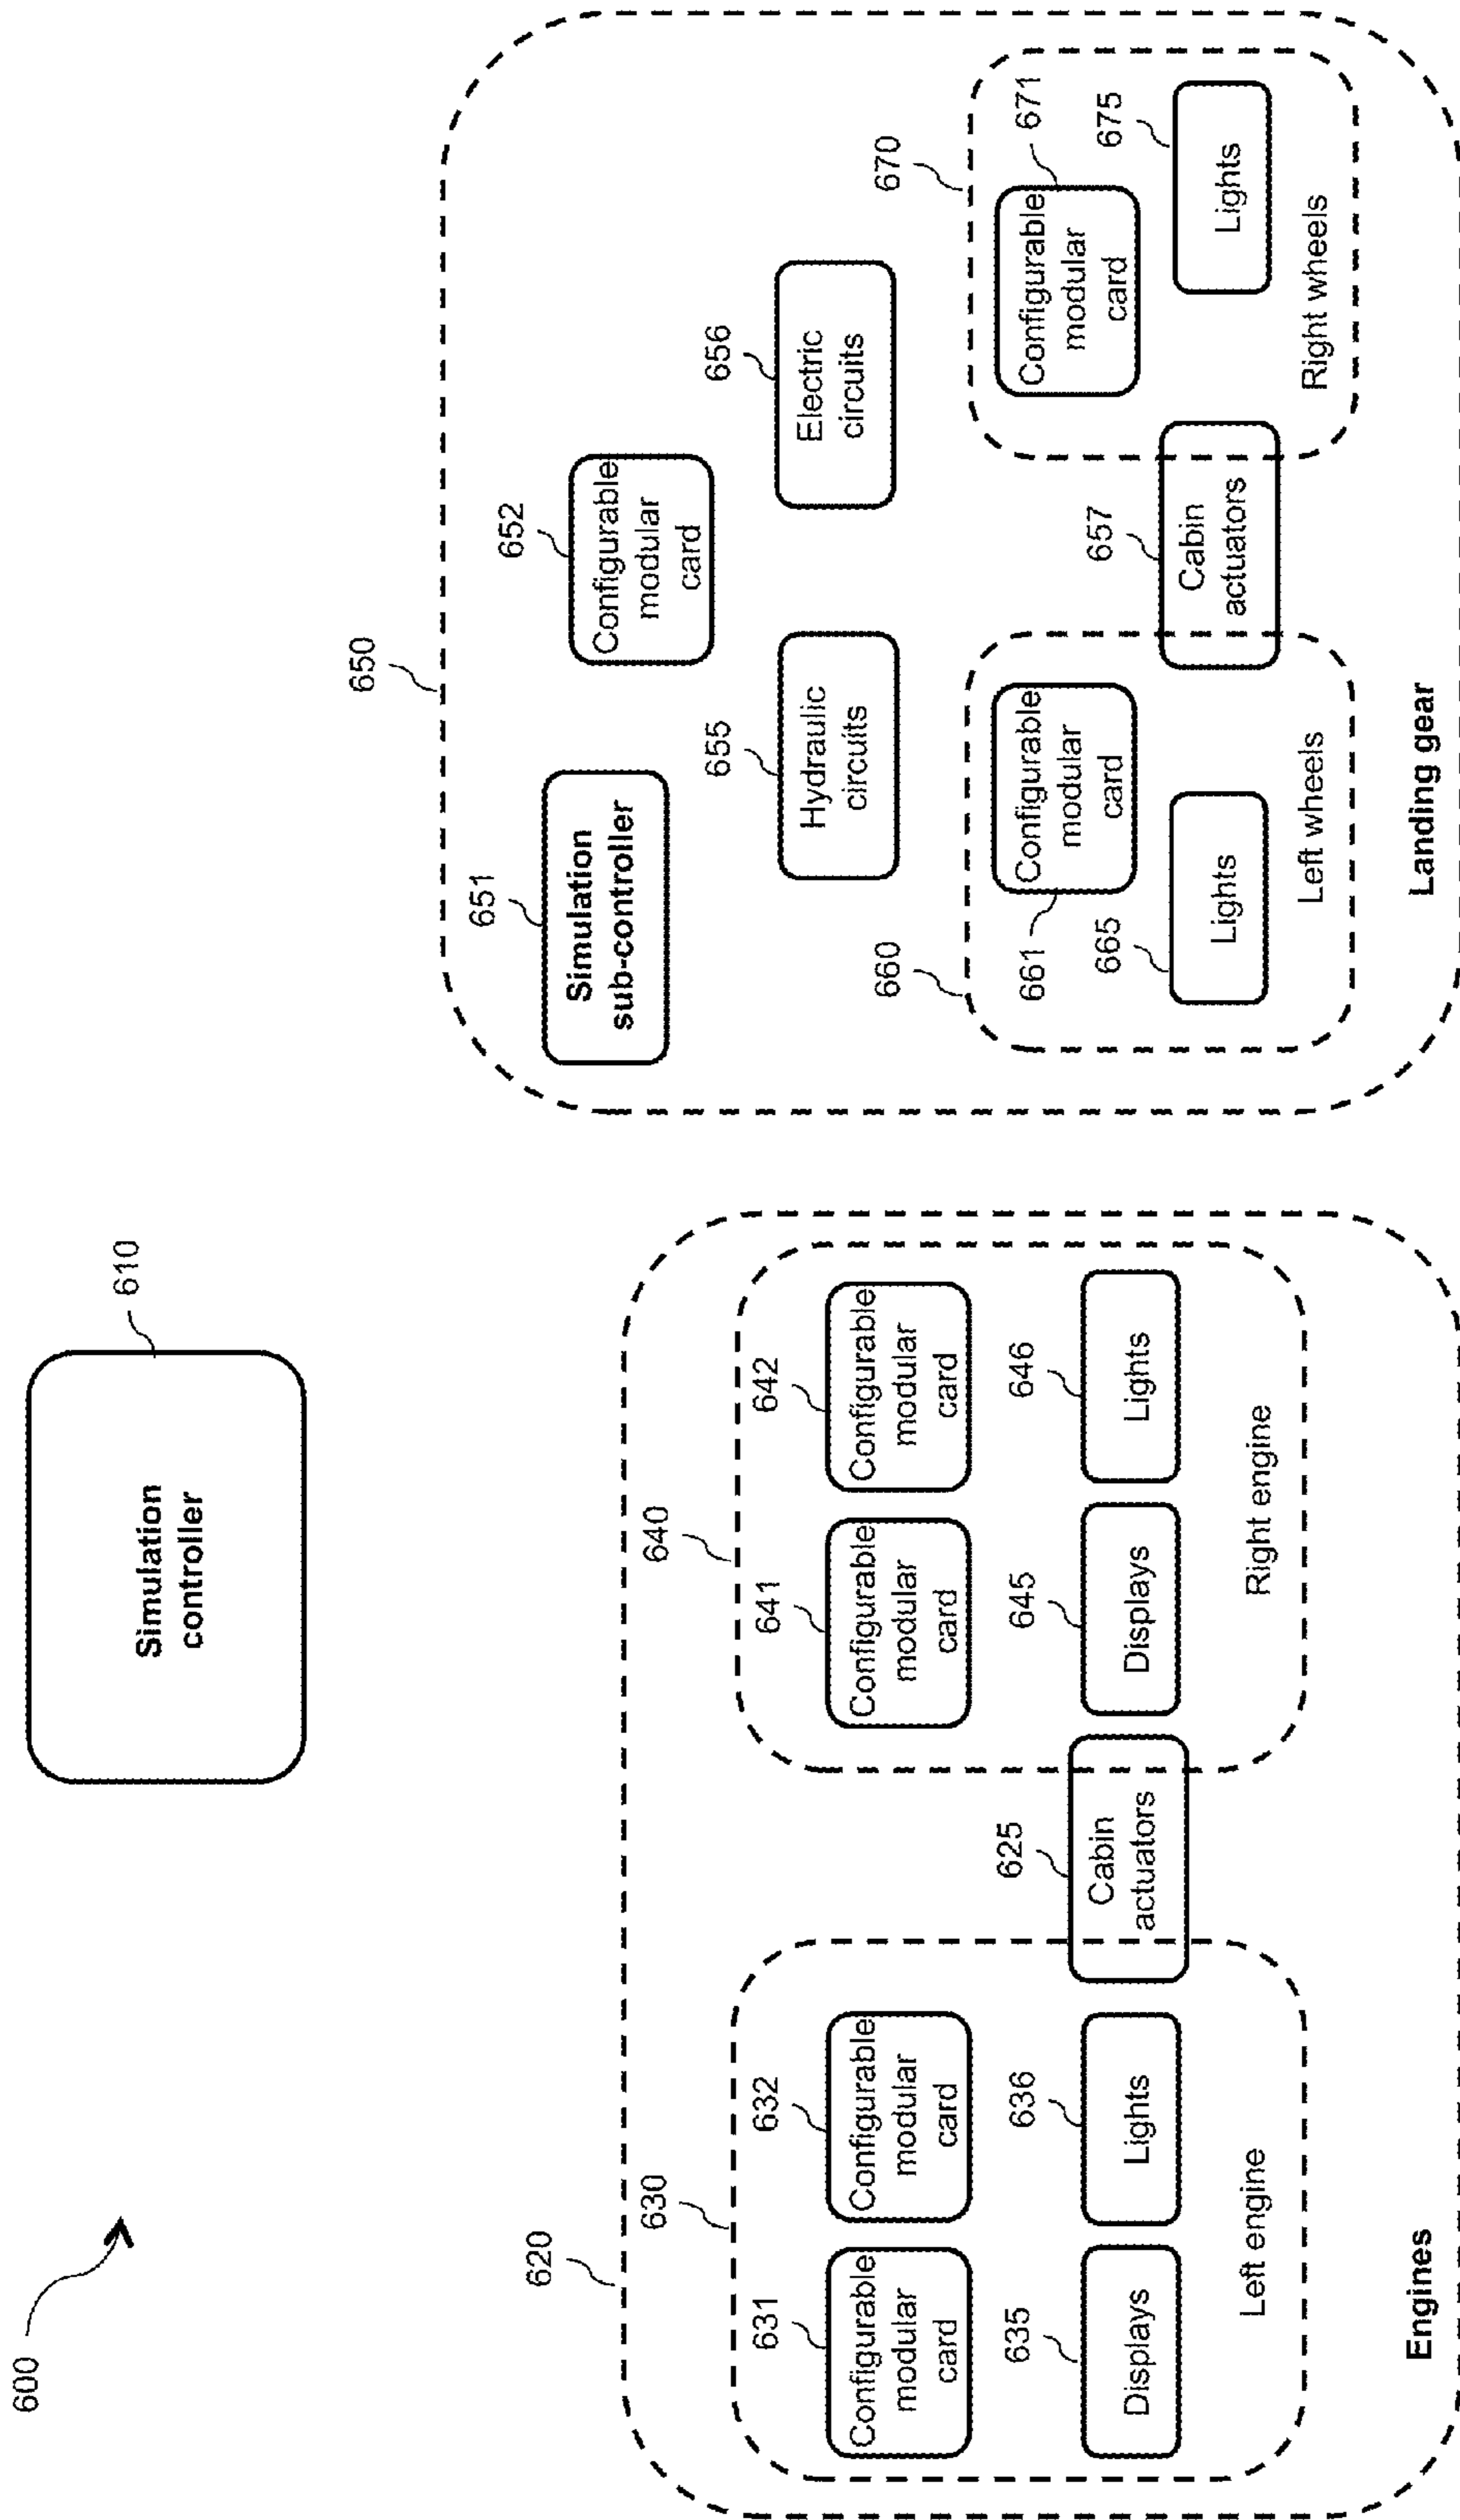 600
Simulation
controller
610
620
630
631
Configurable
modular
card
632
Configurable
modular
card
635
Displays
636
Lights
Left engine
625
Cabin
actuators
640
641
Configurable
modular
card
642
Configurable
modular
card
645
Displays
646
Lights
Right engine
Engines
650
651
Simulation
sub-controller
652
Configurable
modular
card
655
Hydraulic
circuits
656
Electric
circuits
660
661
Configurable
modular
card
665
Lights
Left wheels
657
Cabin
actuators
670
Configurable
modular
card
671
675
Lights
Right wheels
Landing gear